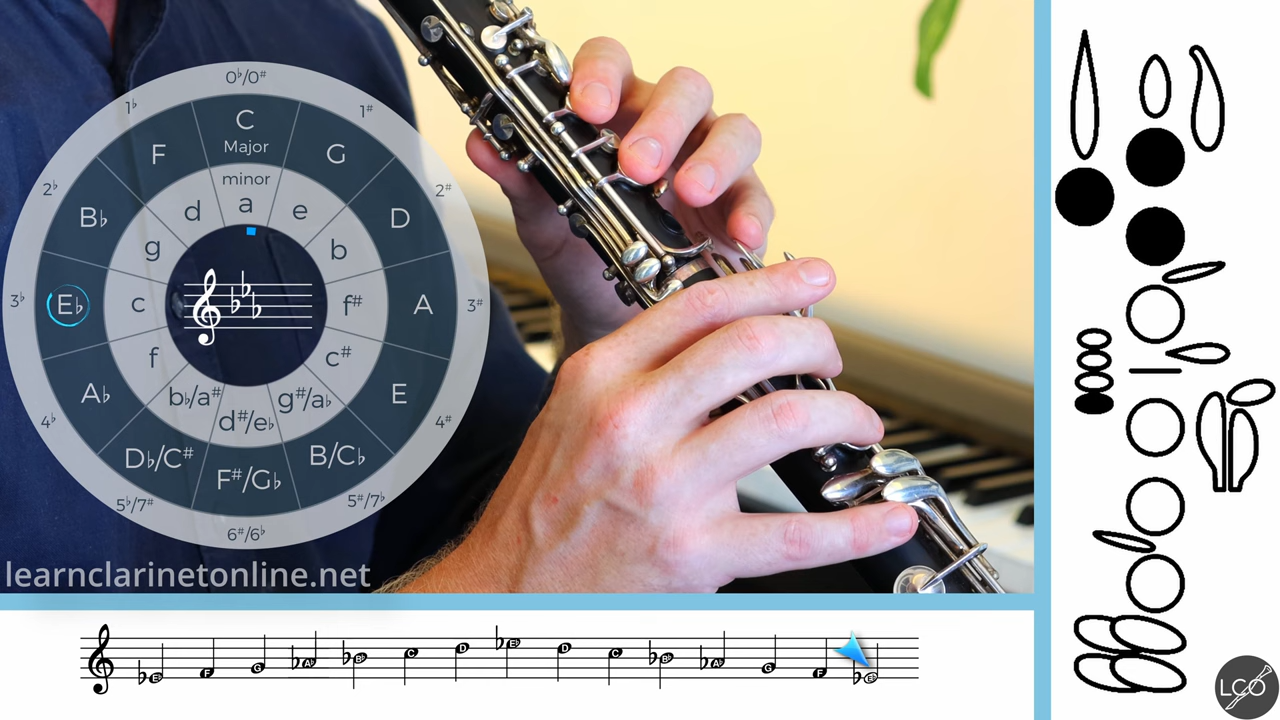 0♭/0#
1♭ 1#
C
Major
F G
minor
2♭ 2#
d a e
B♭ D
g b
3♭ E♭ c f# A 3#
f c#
A♭ b♭/a# g#/a♭ E
d#/e♭
4♭ 4#
D♭/C# B/C♭
F#/G♭
5♭/7# 5#/7♭
6#/6♭
learnclarinetonline.net
E♭ F G A♭ B♭ C D E♭ D C B♭ A♭ G F E♭
LCO